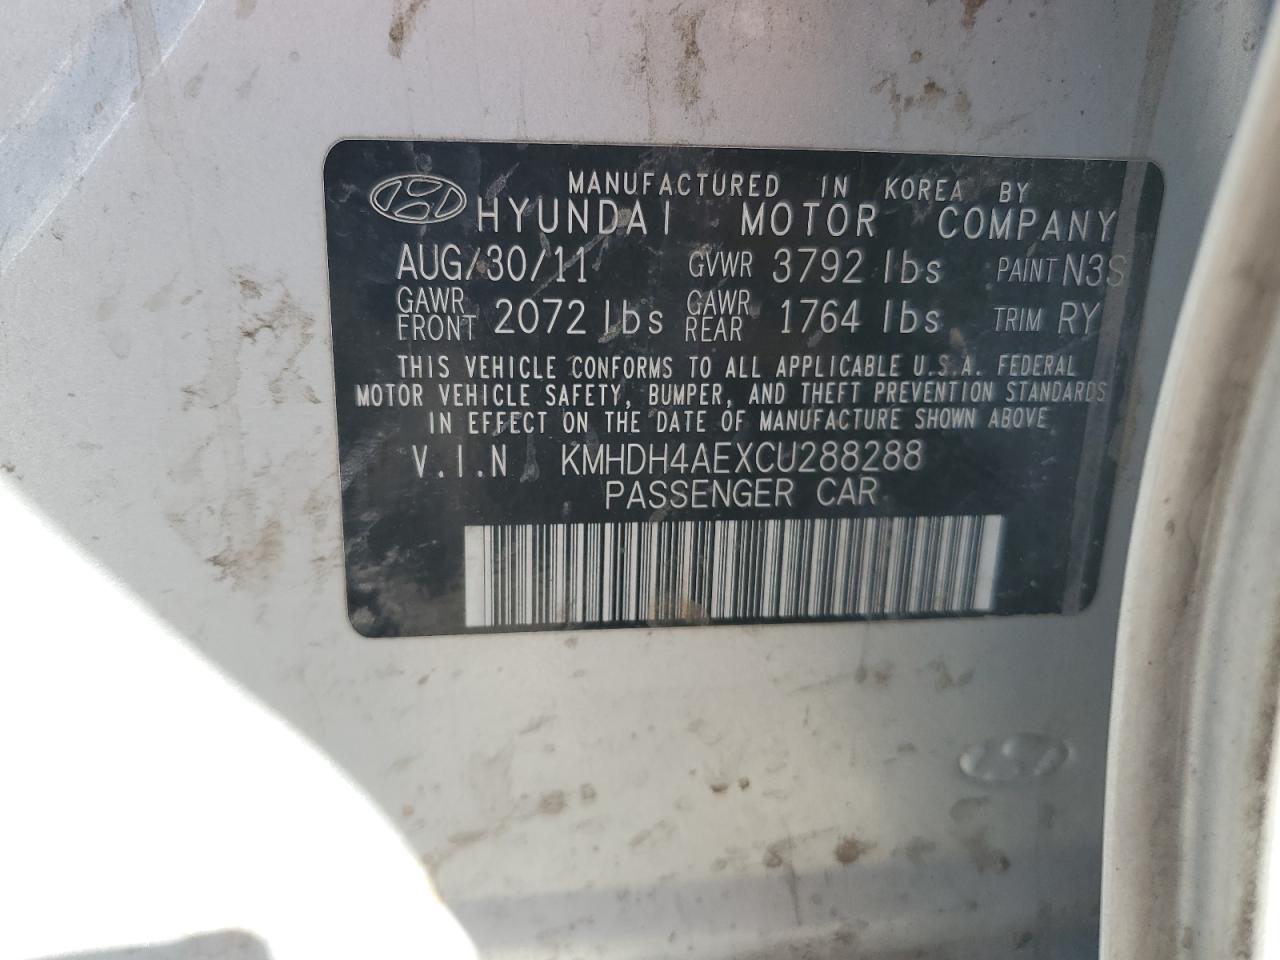 MANUFACTURED IN KOREA BY
HYUNDAI MOTOR COMPANY
AUG/30/11 GVWR 3792 lbs PAINT N3S
GAWR FRONT 2072 lbs GAWR REAR 1764 lbs TRIM RY
THIS VEHICLE CONFORMS TO ALL APPLICABLE U.S.A. FEDERAL
MOTOR VEHICLE SAFETY, BUMPER, AND THEFT PREVENTION STANDARDS
IN EFFECT ON THE DATE OF MANUFACTURE SHOWN ABOVE.
V.I.N KMHDH4AEXCU288288
PASSENGER CAR